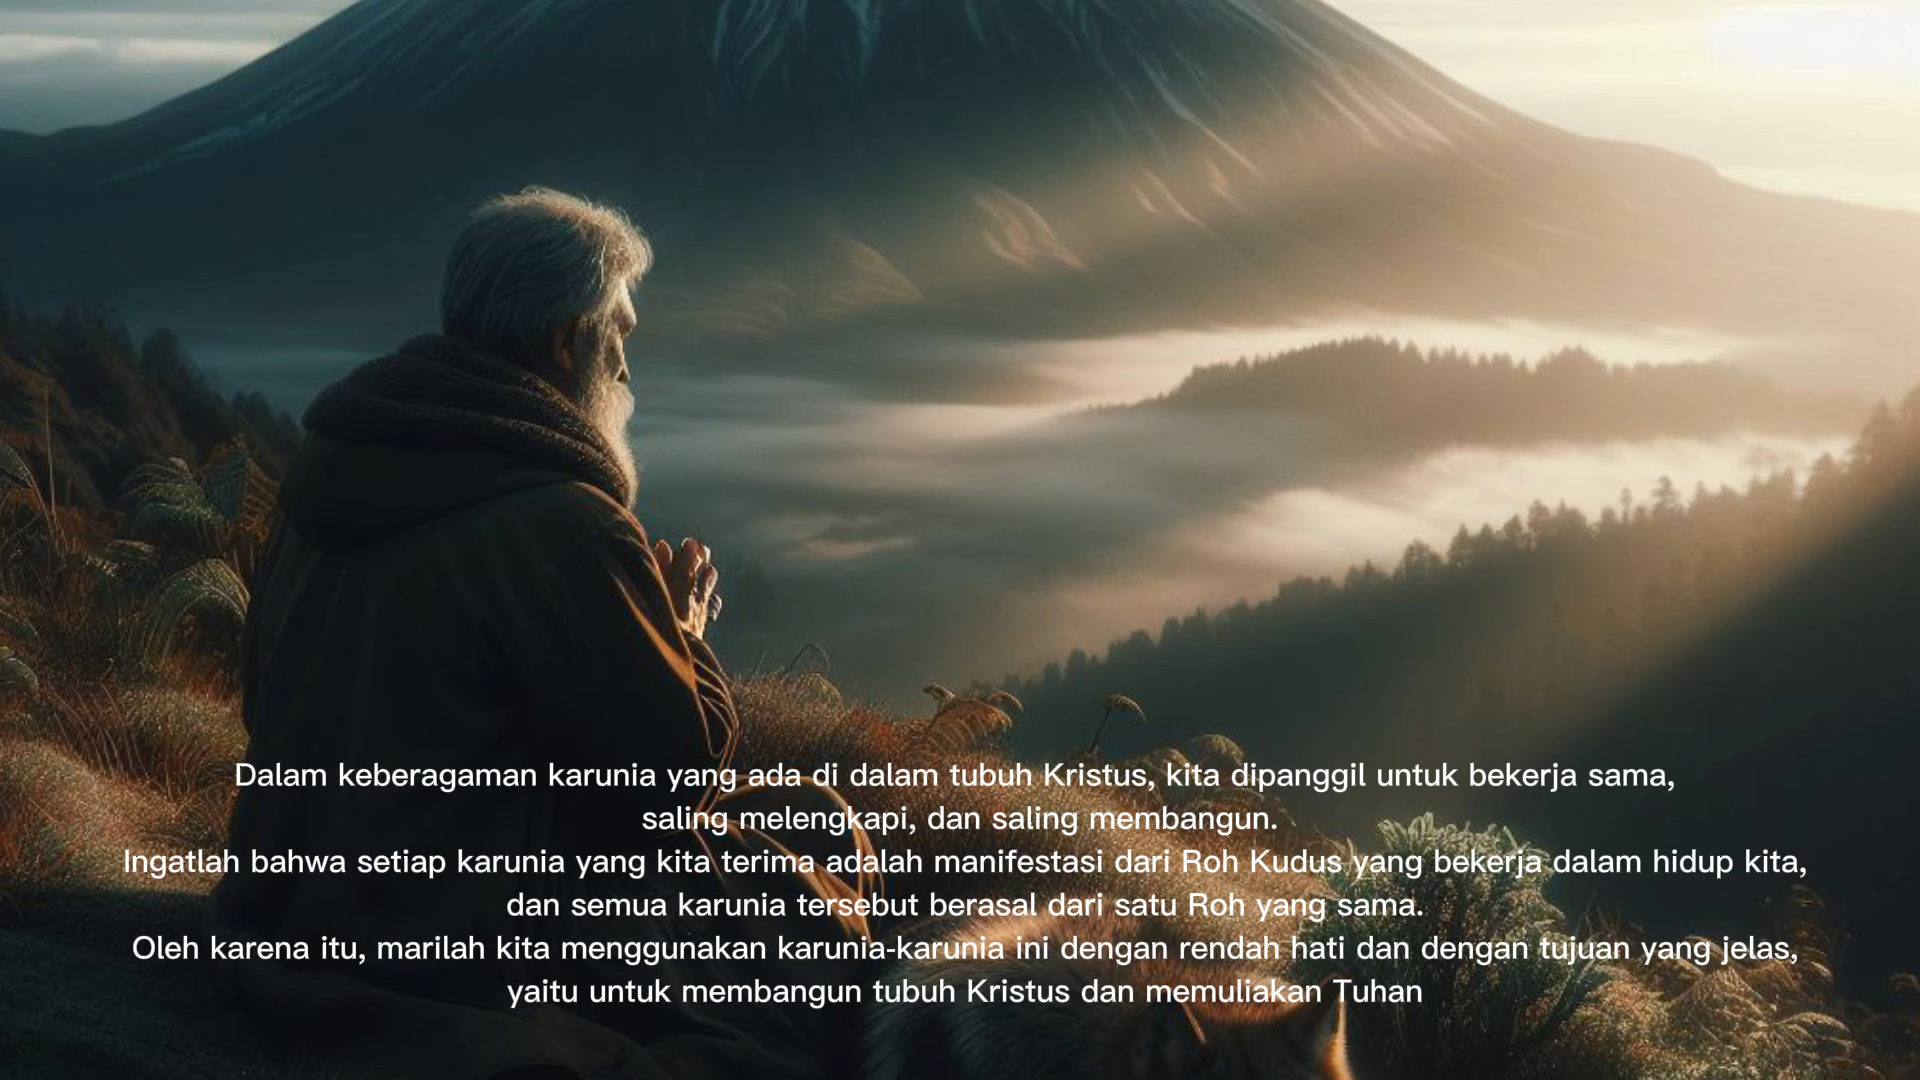 Dalam keberagaman karunia yang ada di dalam tubuh Kristus, kita dipanggil untuk bekerja sama,
saling melengkapi, dan saling membangun.
Ingatlah bahwa setiap karunia yang kita terima adalah manifestasi dari Roh Kudus yang bekerja dalam hidup kita,
dan semua karunia tersebut berasal dari satu Roh yang sama.
Oleh karena itu, marilah kita menggunakan karunia-karunia ini dengan rendah hati dan dengan tujuan yang jelas,
yaitu untuk membangun tubuh Kristus dan memuliakan Tuhan